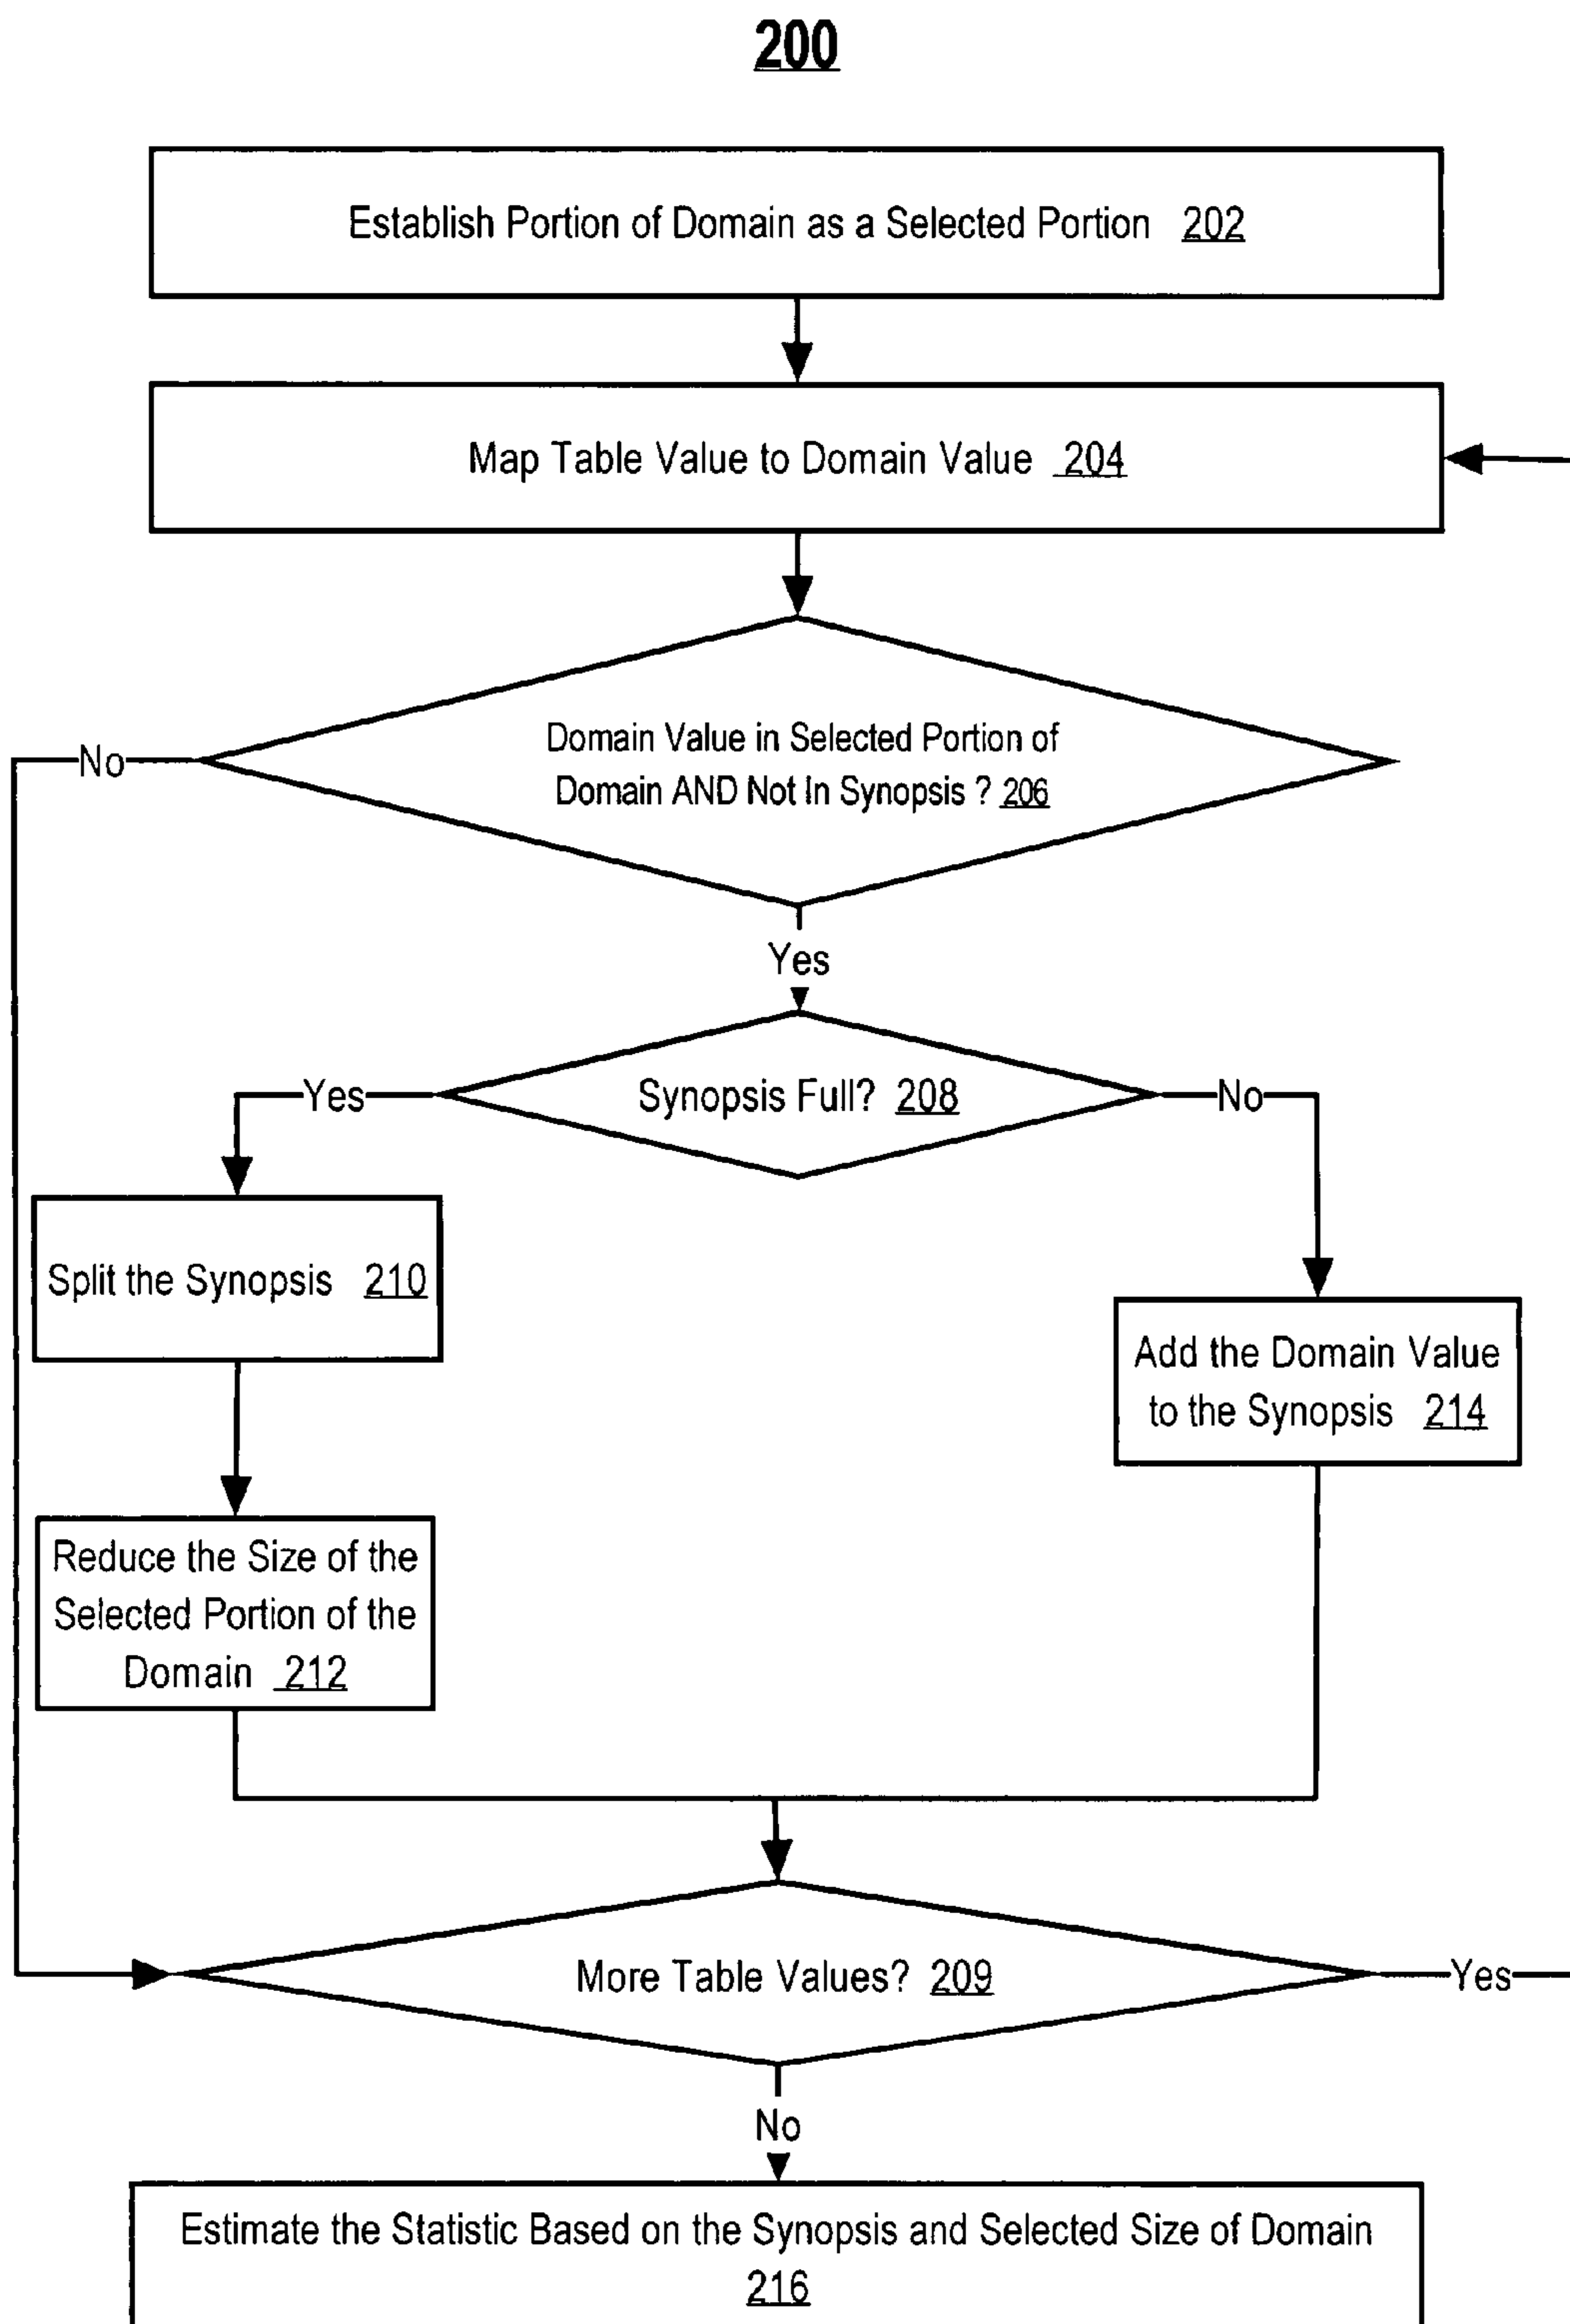 200
Establish Portion of Domain as a Selected Portion 202
Map Table Value to Domain Value 204
Domain Value in Selected Portion of
Domain AND Not In Synopsis ? 206
No
Yes
Synopsis Full? 208
Yes
No
Split the Synopsis 210
Add the Domain Value
to the Synopsis 214
Reduce the Size of the
Selected Portion of the
Domain 212
More Table Values? 209
Yes
No
Estimate the Statistic Based on the Synopsis and Selected Size of Domain
216